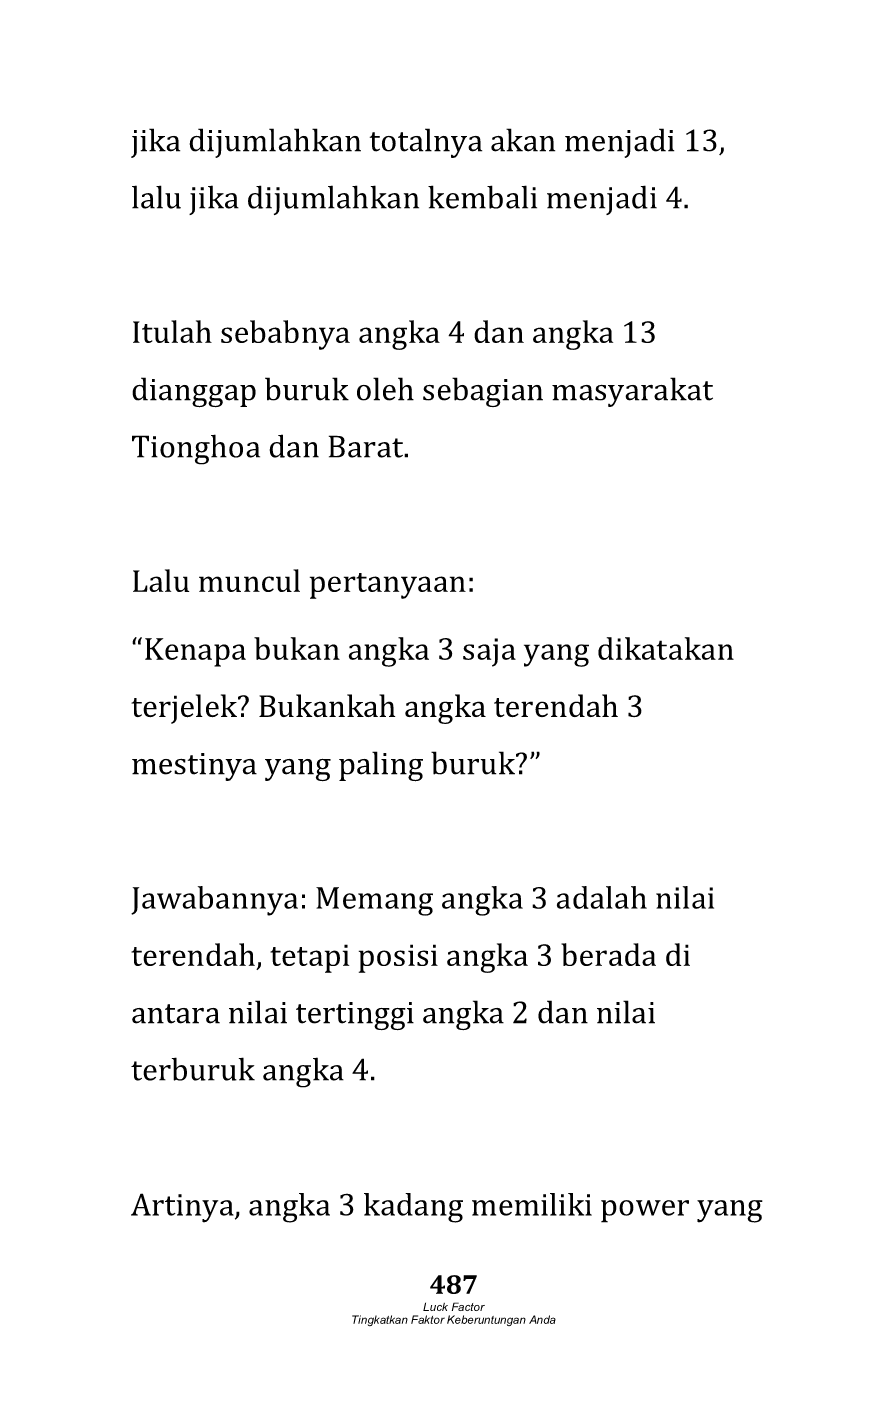 jika dijumlahkan totalnya akan menjadi 13,
lalu jika dijumlahkan kembali menjadi 4.
Itulah sebabnya angka 4 dan angka 13
dianggap buruk oleh sebagian masyarakat
Tionghoa dan Barat.
Lalu muncul pertanyaan:
“Kenapa bukan angka 3 saja yang dikatakan
terjelek? Bukankah angka terendah 3
mestinya yang paling buruk?”
Jawabannya: Memang angka 3 adalah nilai
terendah, tetapi posisi angka 3 berada di
antara nilai tertinggi angka 2 dan nilai
terburuk angka 4.
Artinya, angka 3 kadang memiliki power yang
487
Luck Factor
Tingkatkan Faktor Keberuntungan Anda